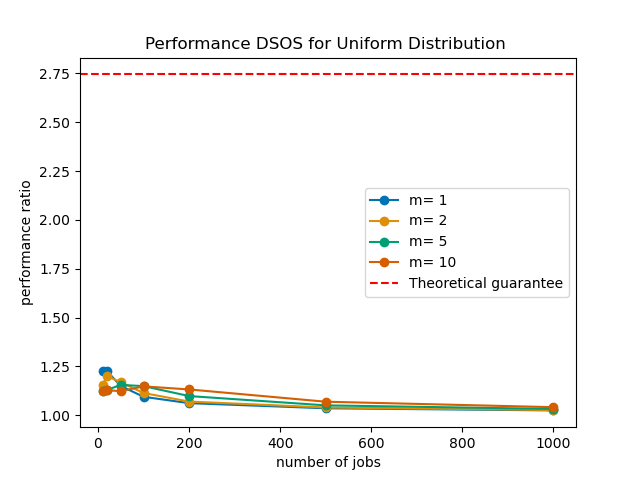 Performance DSOS for Uniform Distribution
performance ratio
2.75
2.50
2.25
2.00
1.75
1.50
1.25
1.00
m= 1
m= 2
m= 5
m= 10
Theoretical guarantee
0 200 400 600 800 1000
number of jobs